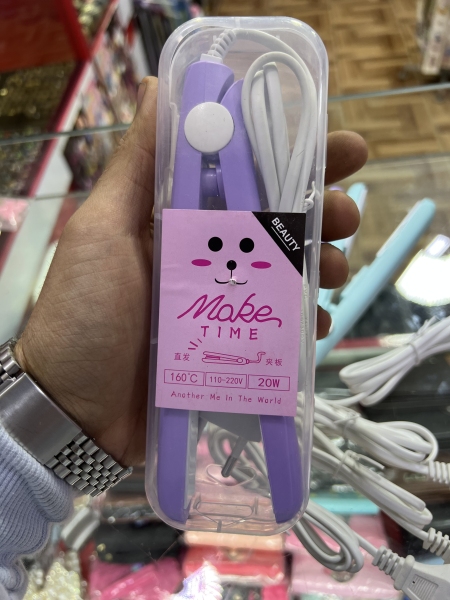 BEAUTY
Make
TIME
直发 夹板
160℃ 110-220V 20W
Another Me In The World